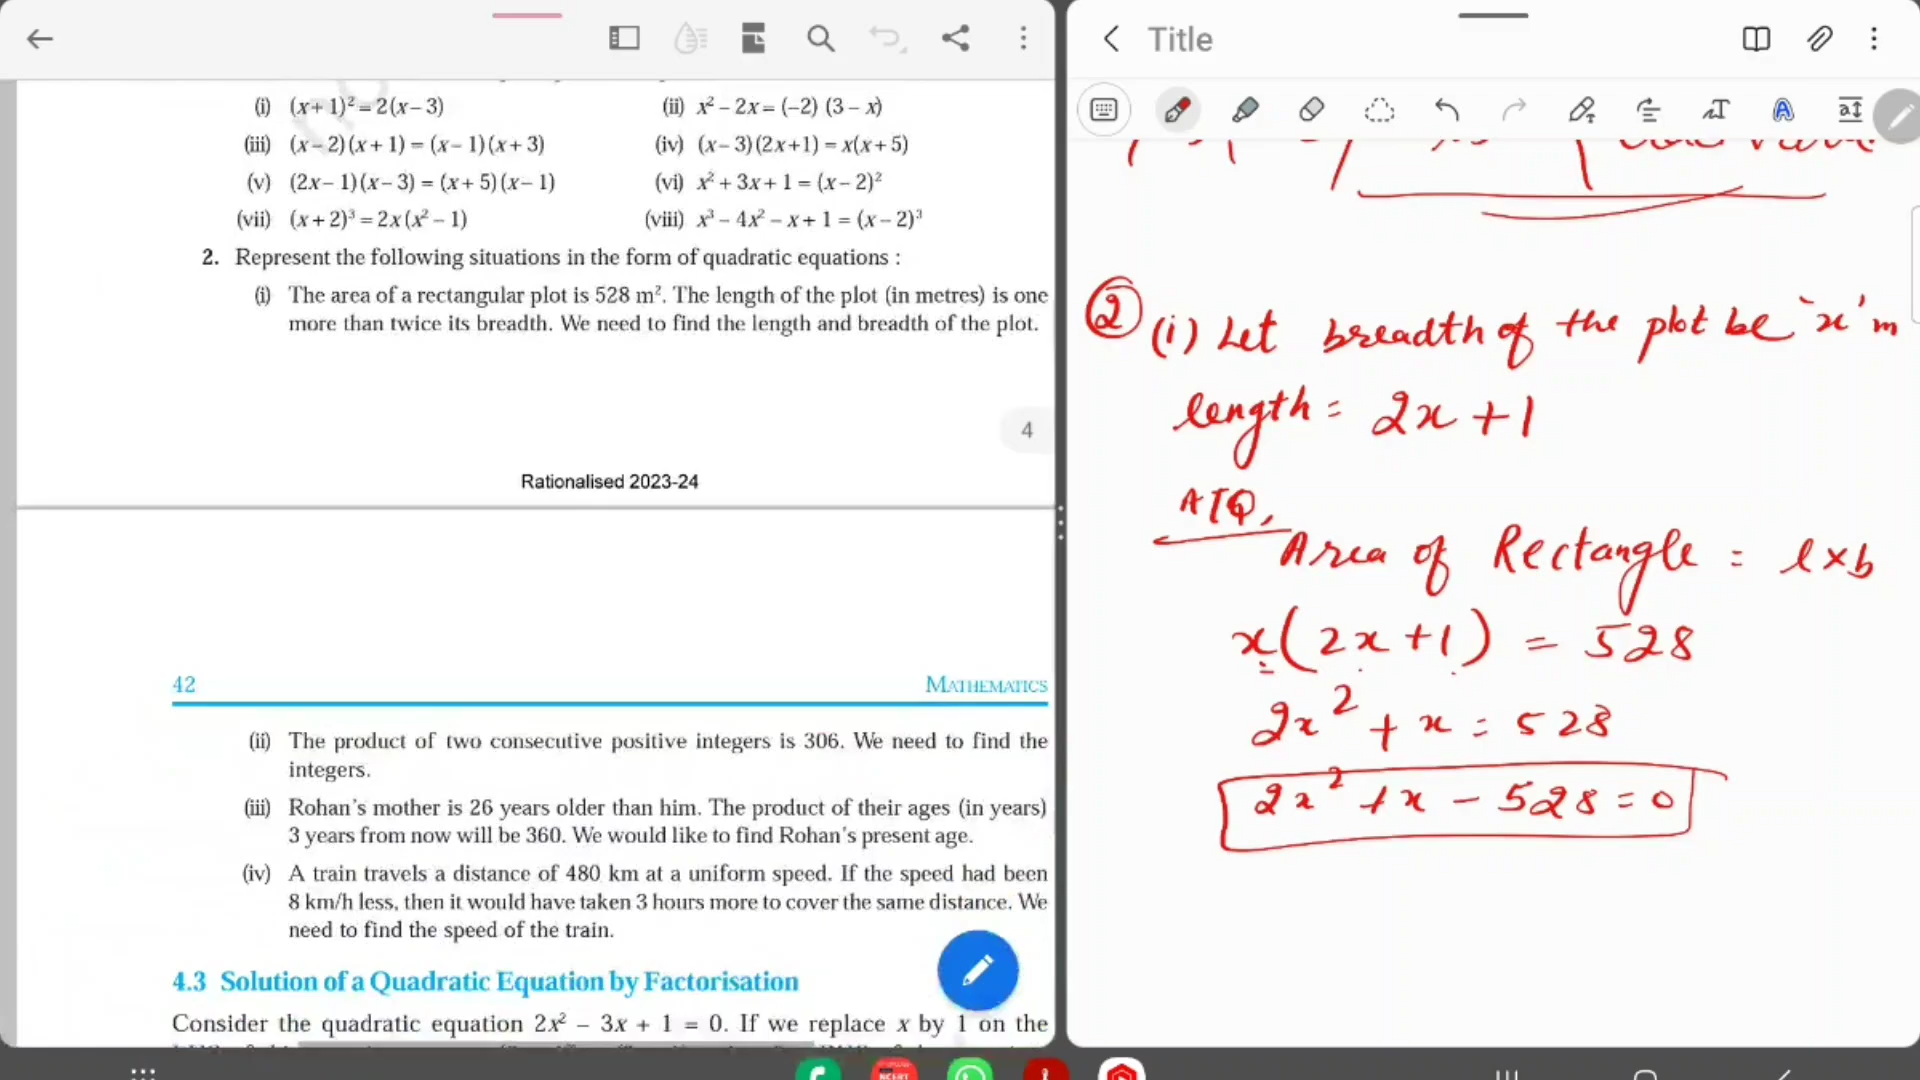 Title
(i) (x+ 1)² = 2(x– 3) (ii) x² – 2x = (–2) (3 – x)
(iii) (x – 2)(x + 1) = (x – 1)(x + 3) (iv) (x – 3)(2x+1) = x(x + 5)
(v) (2x – 1)(x – 3) = (x + 5)(x – 1) (vi) x² + 3x + 1 = (x – 2)²
(vii) (x + 2)³ = 2x (x² – 1) (viii) x³ – 4x² – x + 1 = (x – 2)³
2. Represent the following situations in the form of quadratic equations :
(i) The area of a rectangular plot is 528 m². The length of the plot (in metres) is one
more than twice its breadth. We need to find the length and breadth of the plot.
4
Rationalised 2023-24
42 MATHEMATICS
(ii) The product of two consecutive positive integers is 306. We need to find the
integers.
(iii) Rohan's mother is 26 years older than him. The product of their ages (in years)
3 years from now will be 360. We would like to find Rohan's present age.
(iv) A train travels a distance of 480 km at a uniform speed. If the speed had been
8 km/h less, then it would have taken 3 hours more to cover the same distance. We
need to find the speed of the train.
4.3 Solution of a Quadratic Equation by Factorisation
Consider the quadratic equation 2x² – 3x + 1 = 0. If we replace x by 1 on the
② (i) Let breadth of the plot be 'x' m
length = 2x + 1
ATQ,
Area of Rectangle = l×b
x(2x+1) = 528
2x² + x = 528
2x² + x – 528 = 0